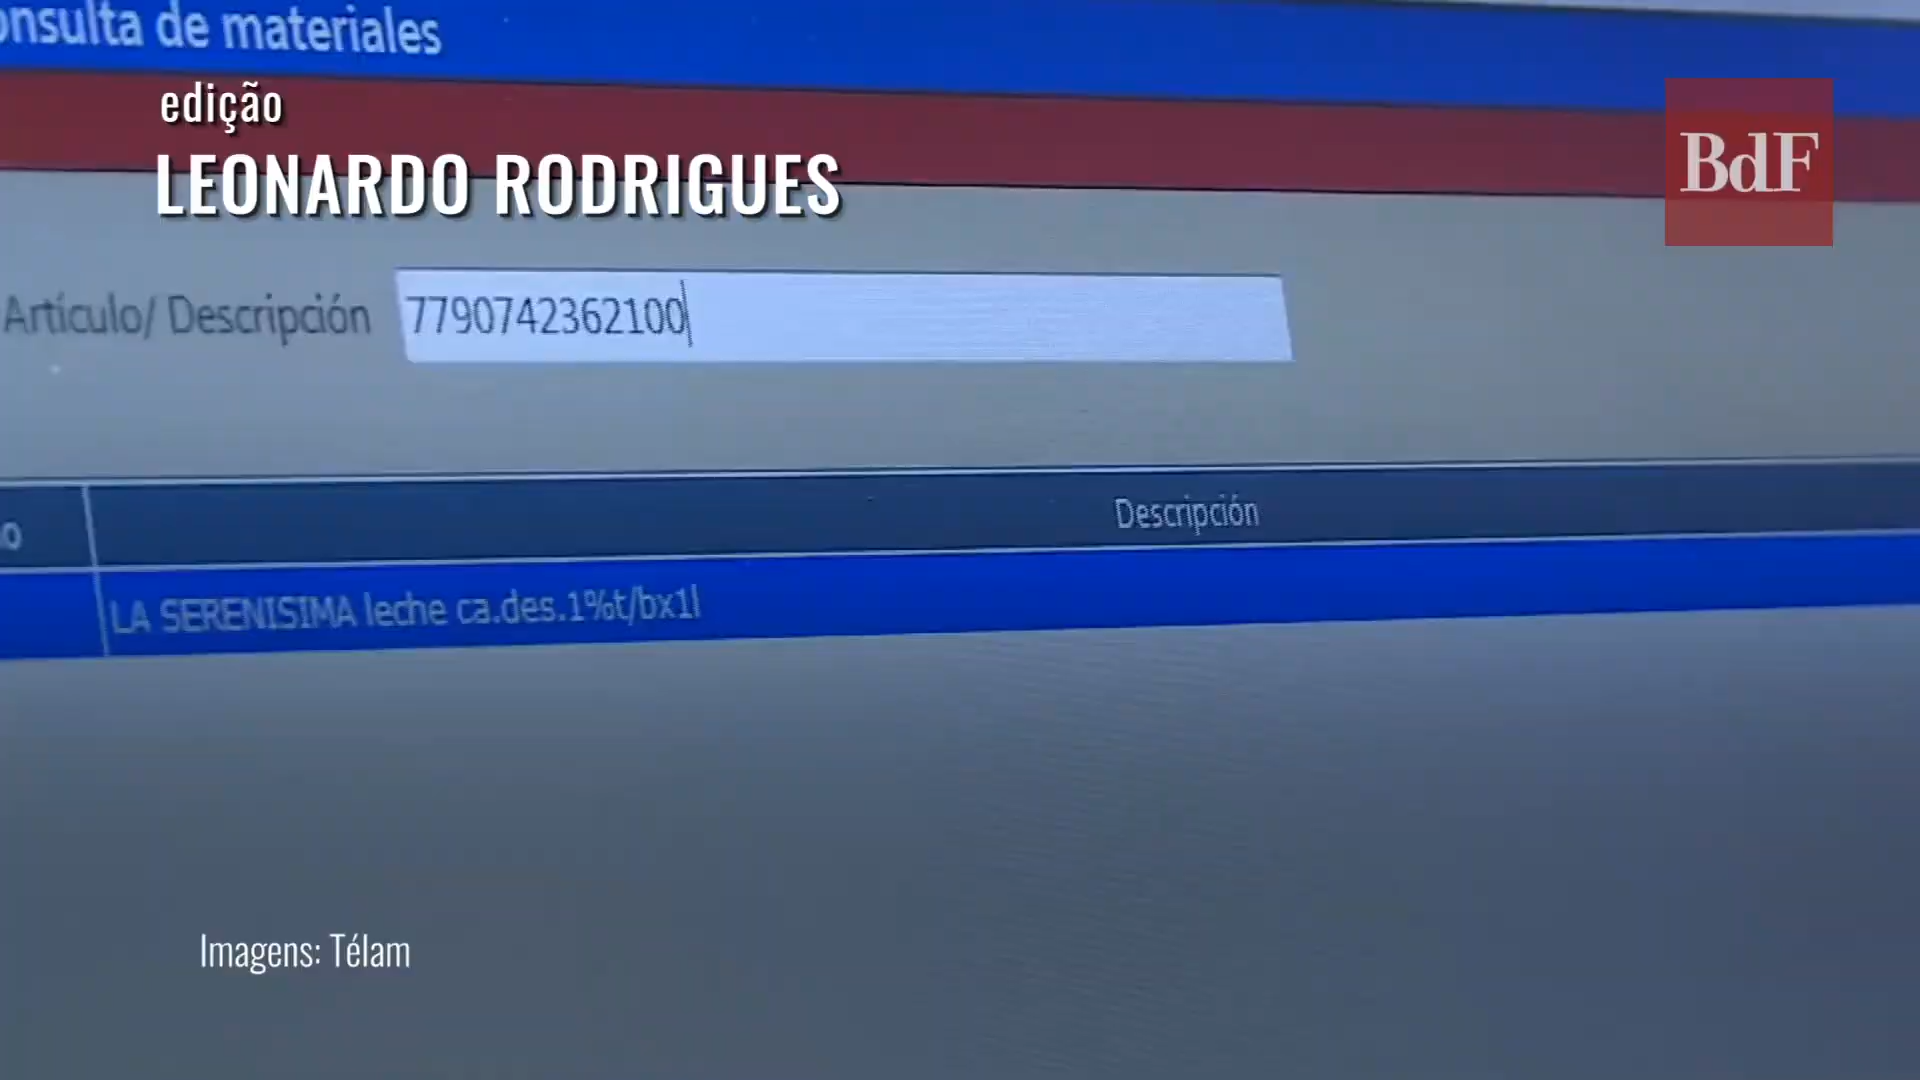 onsulta de materiales
edição
LEONARDO RODRIGUES
BdF
Artículo/ Descripción 7790742362100
o Descripción
LA SERENISIMA leche ca.des.1%t/bx1l
Imagens: Télam